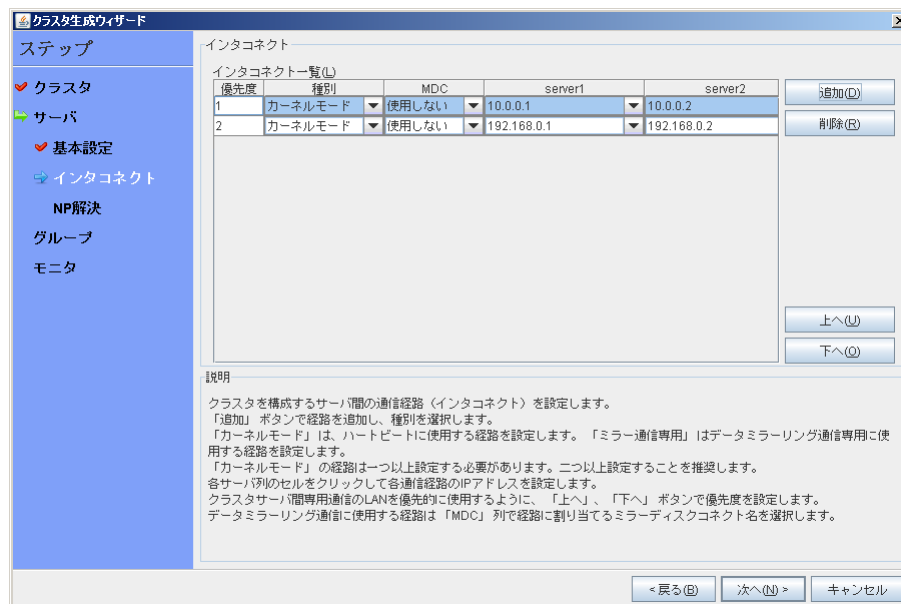 クラスタ生成ウィザード
ステップ
クラスタ
サーバ
基本設定
インタコネクト
NP解決
グループ
モニタ
インタコネクト
インタコネクト一覧(L)
優先度 種別 MDC server1 server2
1 カーネルモード 使用しない 10.0.0.1 10.0.0.2
2 カーネルモード 使用しない 192.168.0.1 192.168.0.2
追加(D)
削除(R)
上へ(U)
下へ(O)
説明
クラスタを構成するサーバ間の通信経路（インタコネクト）を設定します。
「追加」 ボタンで経路を追加し、種別を選択します。
「カーネルモード」は、ハートビートに使用する経路を設定します。 「ミラー通信専用」はデータミラーリング通信専用に使
用する経路を設定します。
「カーネルモード」 の経路は一つ以上設定する必要があります。二つ以上設定することを推奨します。
各サーバ列のセルをクリックして各通信経路のIPアドレスを設定します。
クラスタサーバ間専用通信のLANを優先的に使用するように、 「上へ」、「下へ」 ボタンで優先度を設定します。
データミラーリング通信に使用する経路は 「MDC」 列で経路に割り当てるミラーディスクコネクト名を選択します。
<戻る(B) 次へ(N)> キャンセル